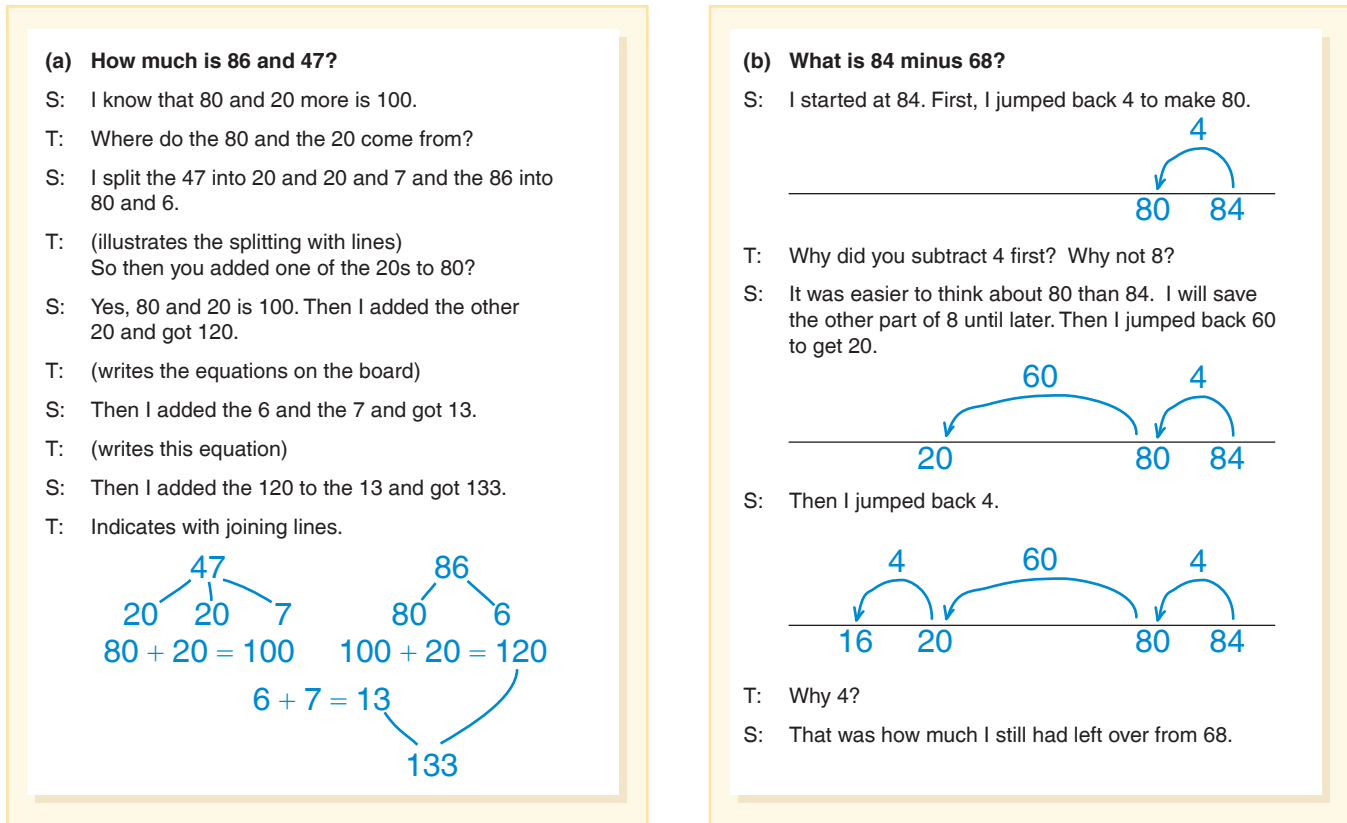 (a) How much is 86 and 47?
S: I know that 80 and 20 more is 100.
T: Where do the 80 and the 20 come from?
S: I split the 47 into 20 and 20 and 7 and the 86 into
80 and 6.
T: (illustrates the splitting with lines)
So then you added one of the 20s to 80?
S: Yes, 80 and 20 is 100. Then I added the other
20 and got 120.
T: (writes the equations on the board)
S: Then I added the 6 and the 7 and got 13.
T: (writes this equation)
S: Then I added the 120 to the 13 and got 133.
T: Indicates with joining lines.
47 86
20 20 7 80 6
80 + 20 = 100 100 + 20 = 120
6 + 7 = 13
133
(b) What is 84 minus 68?
S: I started at 84. First, I jumped back 4 to make 80.
4
80 84
T: Why did you subtract 4 first? Why not 8?
S: It was easier to think about 80 than 84. I will save
the other part of 8 until later. Then I jumped back 60
to get 20.
60 4
20 80 84
S: Then I jumped back 4.
4 60 4
16 20 80 84
T: Why 4?
S: That was how much I still had left over from 68.